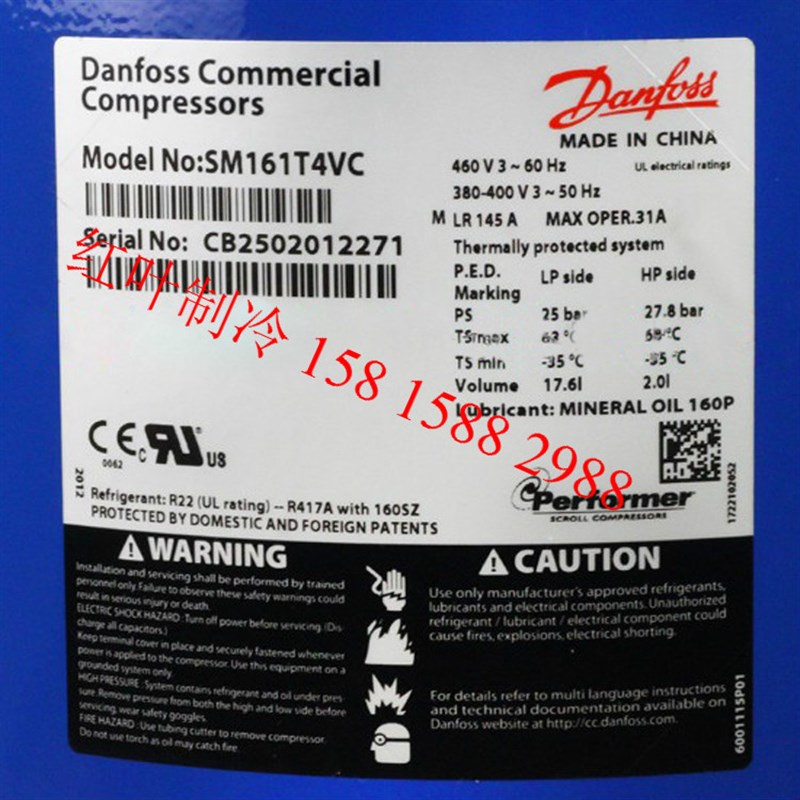 Danfoss Commercial
Compressors
Danfoss
MADE IN CHINA
UL electrical ratings
Model No:SM161T4VC
460 V 3 ~ 60 Hz
380-400 V 3 ~ 50 Hz
M LR 145 A MAX OPER.31A
Serial No: CB2502012271
Thermally protected system
P.E.D. LP side HP side
Marking
PS 25 bar 27.8 bar
TS max °C °C
TS min -35 °C -35 °C
Volume 17.6l 2.0l
Lubricant: MINERAL OIL 160P
红叶制冷 158 1588 2988
CE c RU US
0062
2012
Refrigerant: R22 (UL rating) -- R417A with 160SZ
PROTECTED BY DOMESTIC AND FOREIGN PATENTS
Performer
SCROLL COMPRESSORS
1722102052
WARNING
Installation and servicing shall be performed by trained
personnel only. Failure to observe these safety warnings could
result in serious injury or death.
ELECTRIC SHOCK HAZARD : Turn off power before servicing. (Dis-
charge all capacitors.)
Keep terminal cover in place and securely fastened whenever
power is applied to the compressor. Use this equipment on a
grounded system only.
HIGH PRESSURE : System contains refrigerant and oil under pres-
sure. Remove pressure from both the high and low side before
servicing, wear safety goggles.
FIRE HAZARD : Use tubing cutter to remove compressor.
Do not use torch as oil may catch fire.
CAUTION
Use only manufacturer's approved refrigerants,
lubricants and electrical components. Unauthorized
refrigerant / lubricant / electrical component could
cause fires, explosions, electrical shorting.
For details refer to multi language instructions
and technical documentation available on
Danfoss website at http://cc.danfoss.com.
6001115P01